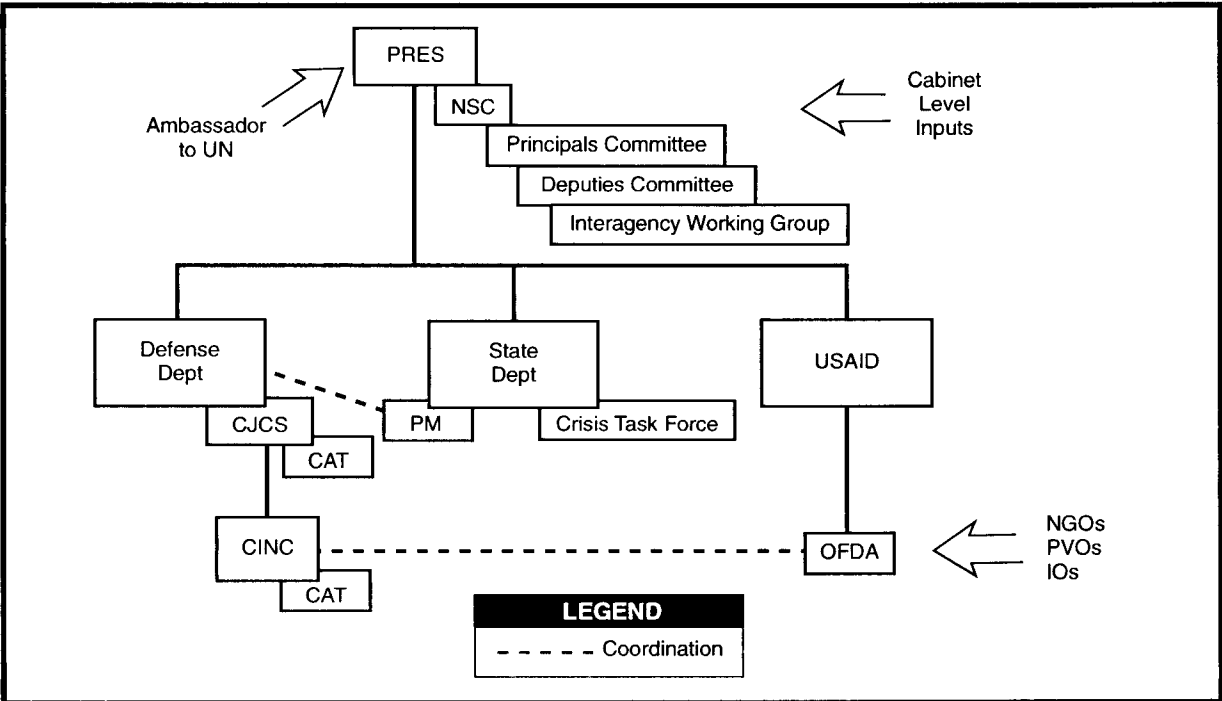 PRES
NSC
Ambassador
to UN
Cabinet
Level
Inputs
Principals Committee
Deputies Committee
Interagency Working Group
Defense
Dept
State
Dept
USAID
CJCS
CAT
PM
Crisis Task Force
CINC
CAT
OFDA
NGOs
PVOs
IOs
LEGEND
Coordination